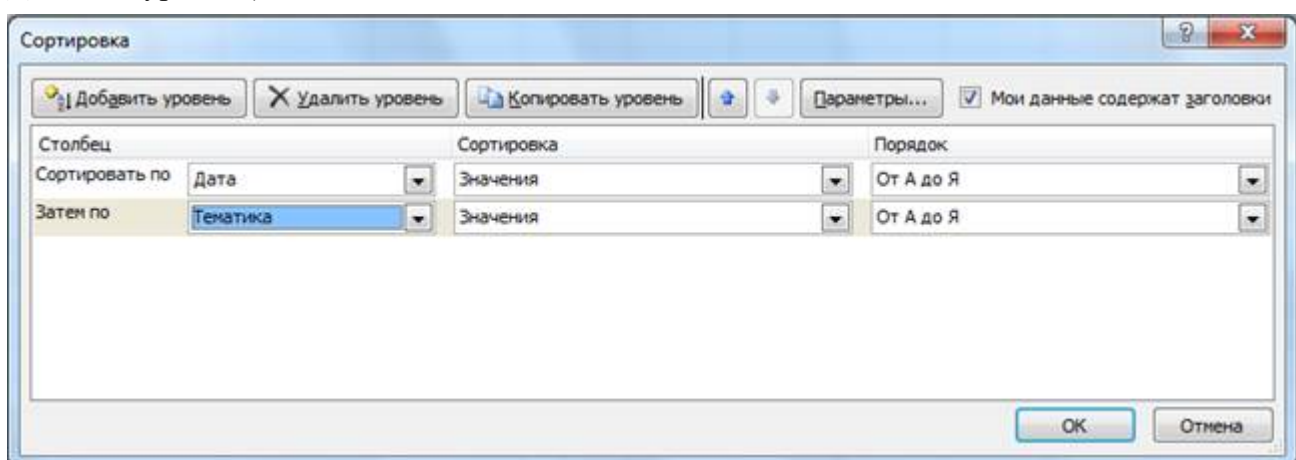 Сортировка
Добавить уровень Удалить уровень Копировать уровень Параметры... Мои данные содержат заголовки
Столбец Сортировка Порядок
Сортировать по Дата Значения От А до Я
Затем по Тематика Значения От А до Я
ОК Отмена